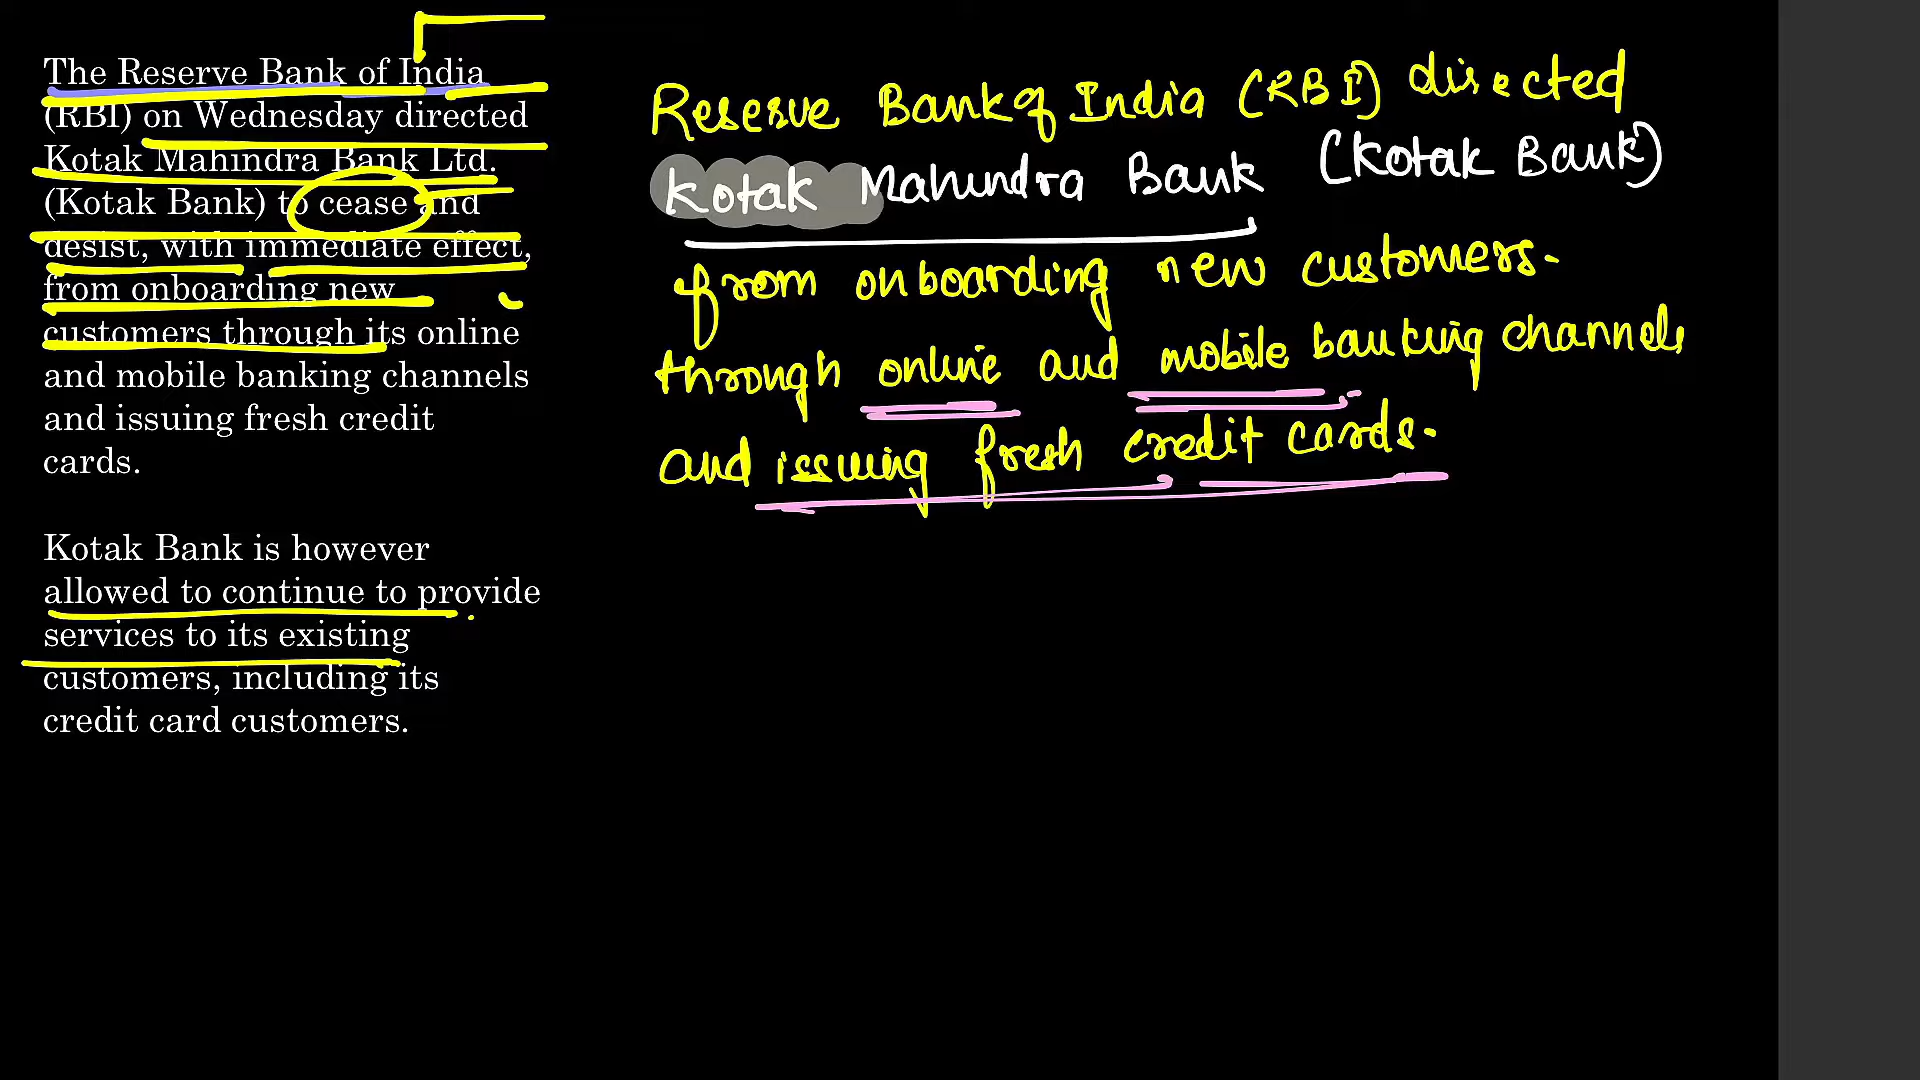 The Reserve Bank of India
(RBI) on Wednesday directed
Kotak Mahindra Bank Ltd.
(Kotak Bank) to cease and
desist, with immediate effect,
from onboarding new
customers through its online
and mobile banking channels
and issuing fresh credit
cards.
Kotak Bank is however
allowed to continue to provide
services to its existing
customers, including its
credit card customers.
Reserve Bank of India (RBI) directed
Kotak Mahindra Bank (Kotak Bank)
from onboarding new customers.
through online and mobile banking channels
and issuing fresh credit cards.